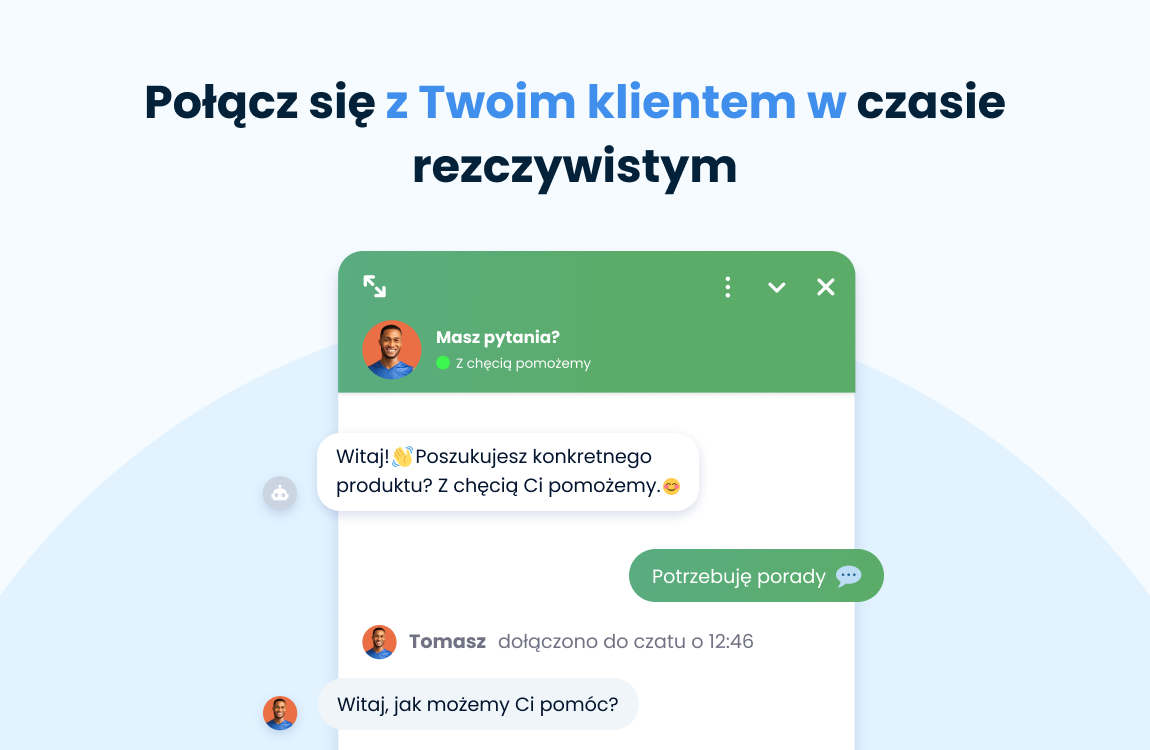 Połącz się z Twoim klientem w czasie
rezczywistym
Masz pytania?
Z chęcią pomożemy
Witaj!👋Poszukujesz konkretnego
produktu? Z chęcią Ci pomożemy.😊
Potrzebuję porady 💬
Tomasz dołączono do czatu o 12:46
Witaj, jak możemy Ci pomóc?